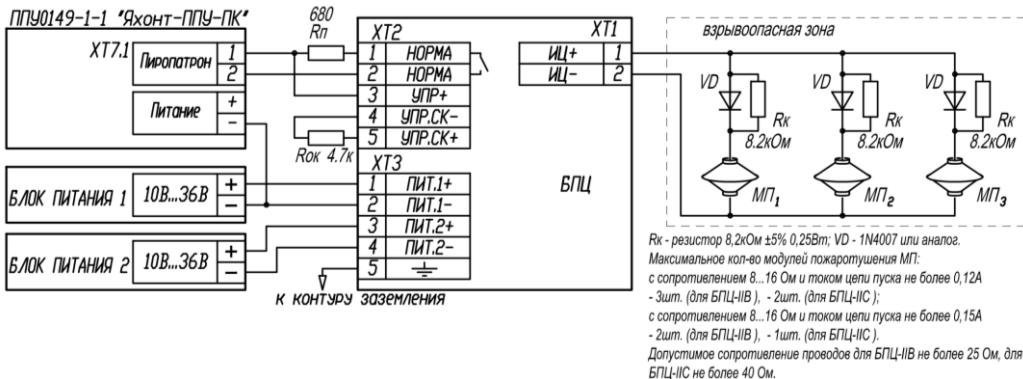 ППУ0149-1-1 "Яхонт-ППУ-ПК"
ХТ7.1
Пиропатрон
1
2
Питание
+
−
БЛОК ПИТАНИЯ 1
10В...36В
+
−
БЛОК ПИТАНИЯ 2
10В...36В
+
−
680
Rп
Rок 4.7к
к контуру заземления
ХТ2
1 НОРМА
2 НОРМА
3 УПР+
4 УПР.СК-
5 УПР.СК+
ХТ3
1 ПИТ.1+
2 ПИТ.1-
3 ПИТ.2+
4 ПИТ.2-
5
БПЦ
ХТ1
ИЦ+ 1
ИЦ- 2
взрывоопасная зона
VD
Rк
8.2кОм
МП1
VD
Rк
8.2кОм
МП2
VD
Rк
8.2кОм
МП3
Rк - резистор 8,2кОм ±5% 0,25Вт; VD - 1N4007 или аналог.
Максимальное кол-во модулей пожаротушения МП:
с сопротивлением 8...16 Ом и током цепи пуска не более 0,12А
- 3шт. (для БПЦ-IIB ), - 2шт. (для БПЦ-IIC );
с сопротивлением 8...16 Ом и током цепи пуска не более 0,15А
- 2шт. (для БПЦ-IIB ), - 1шт. (для БПЦ-IIC ).
Допустимое сопротивление проводов для БПЦ-IIB не более 25 Ом, для
БПЦ-IIC не более 40 Ом.